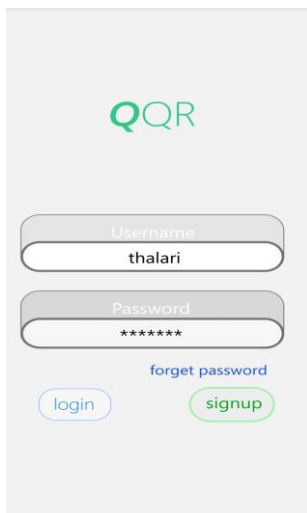 QQR
Username
thalari
Password
*******
forget password
login signup